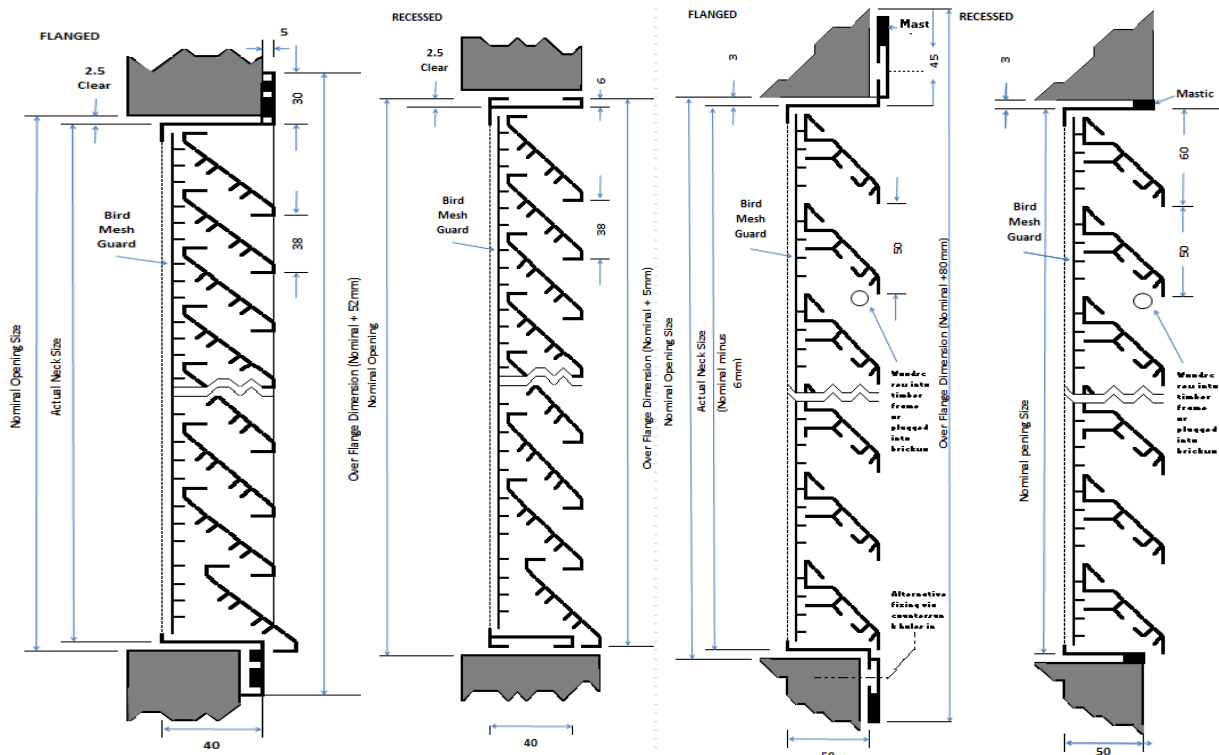 FLANGED
5
2.5
Clear
30
Bird
Mesh
Guard
38
Nominal Opening Size
Actual Neck Size
Over Flange Dimension (Nominal + 52mm)
40
RECESSED
2.5
Clear
6
Bird
Mesh
Guard
38
Nominal Opening
Over Flange Dimension (Nominal + 5mm)
40
FLANGED
Mast
3
45
Bird
Mesh
Guard
50
Nominal Opening Size
Actual Neck Size
(Nominal minus
6mm)
into
timber
frame
or
plugged
into
Over Flange Dimension (Nominal +80mm)
Alternative
fixing via
50
RECESSED
3
Mastic
60
Bird
Mesh
Guard
50
Nominal pening Size
into
timber
frame
or
plugged
into
50